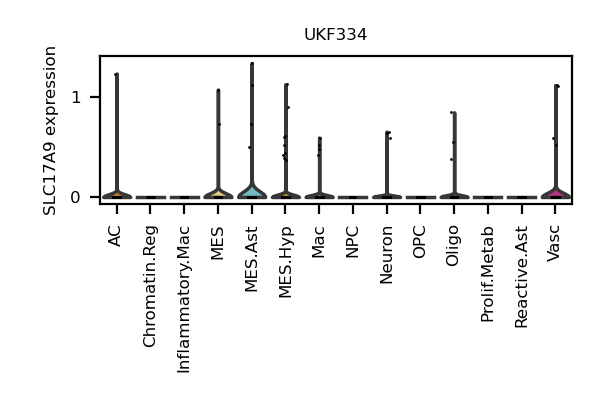 UKF334
SLC17A9 expression
1
0
AC
Chromatin.Reg
Inflammatory.Mac
MES
MES.Ast
MES.Hyp
Mac
NPC
Neuron
OPC
Oligo
Prolif.Metab
Reactive.Ast
Vasc